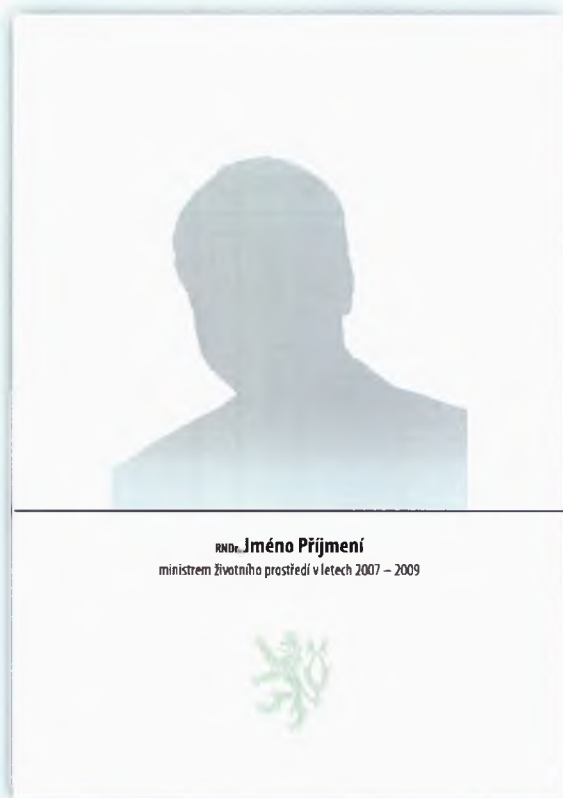 RNDr. Jméno Příjmení
ministrem životního prostředí v letech 2007 – 2009